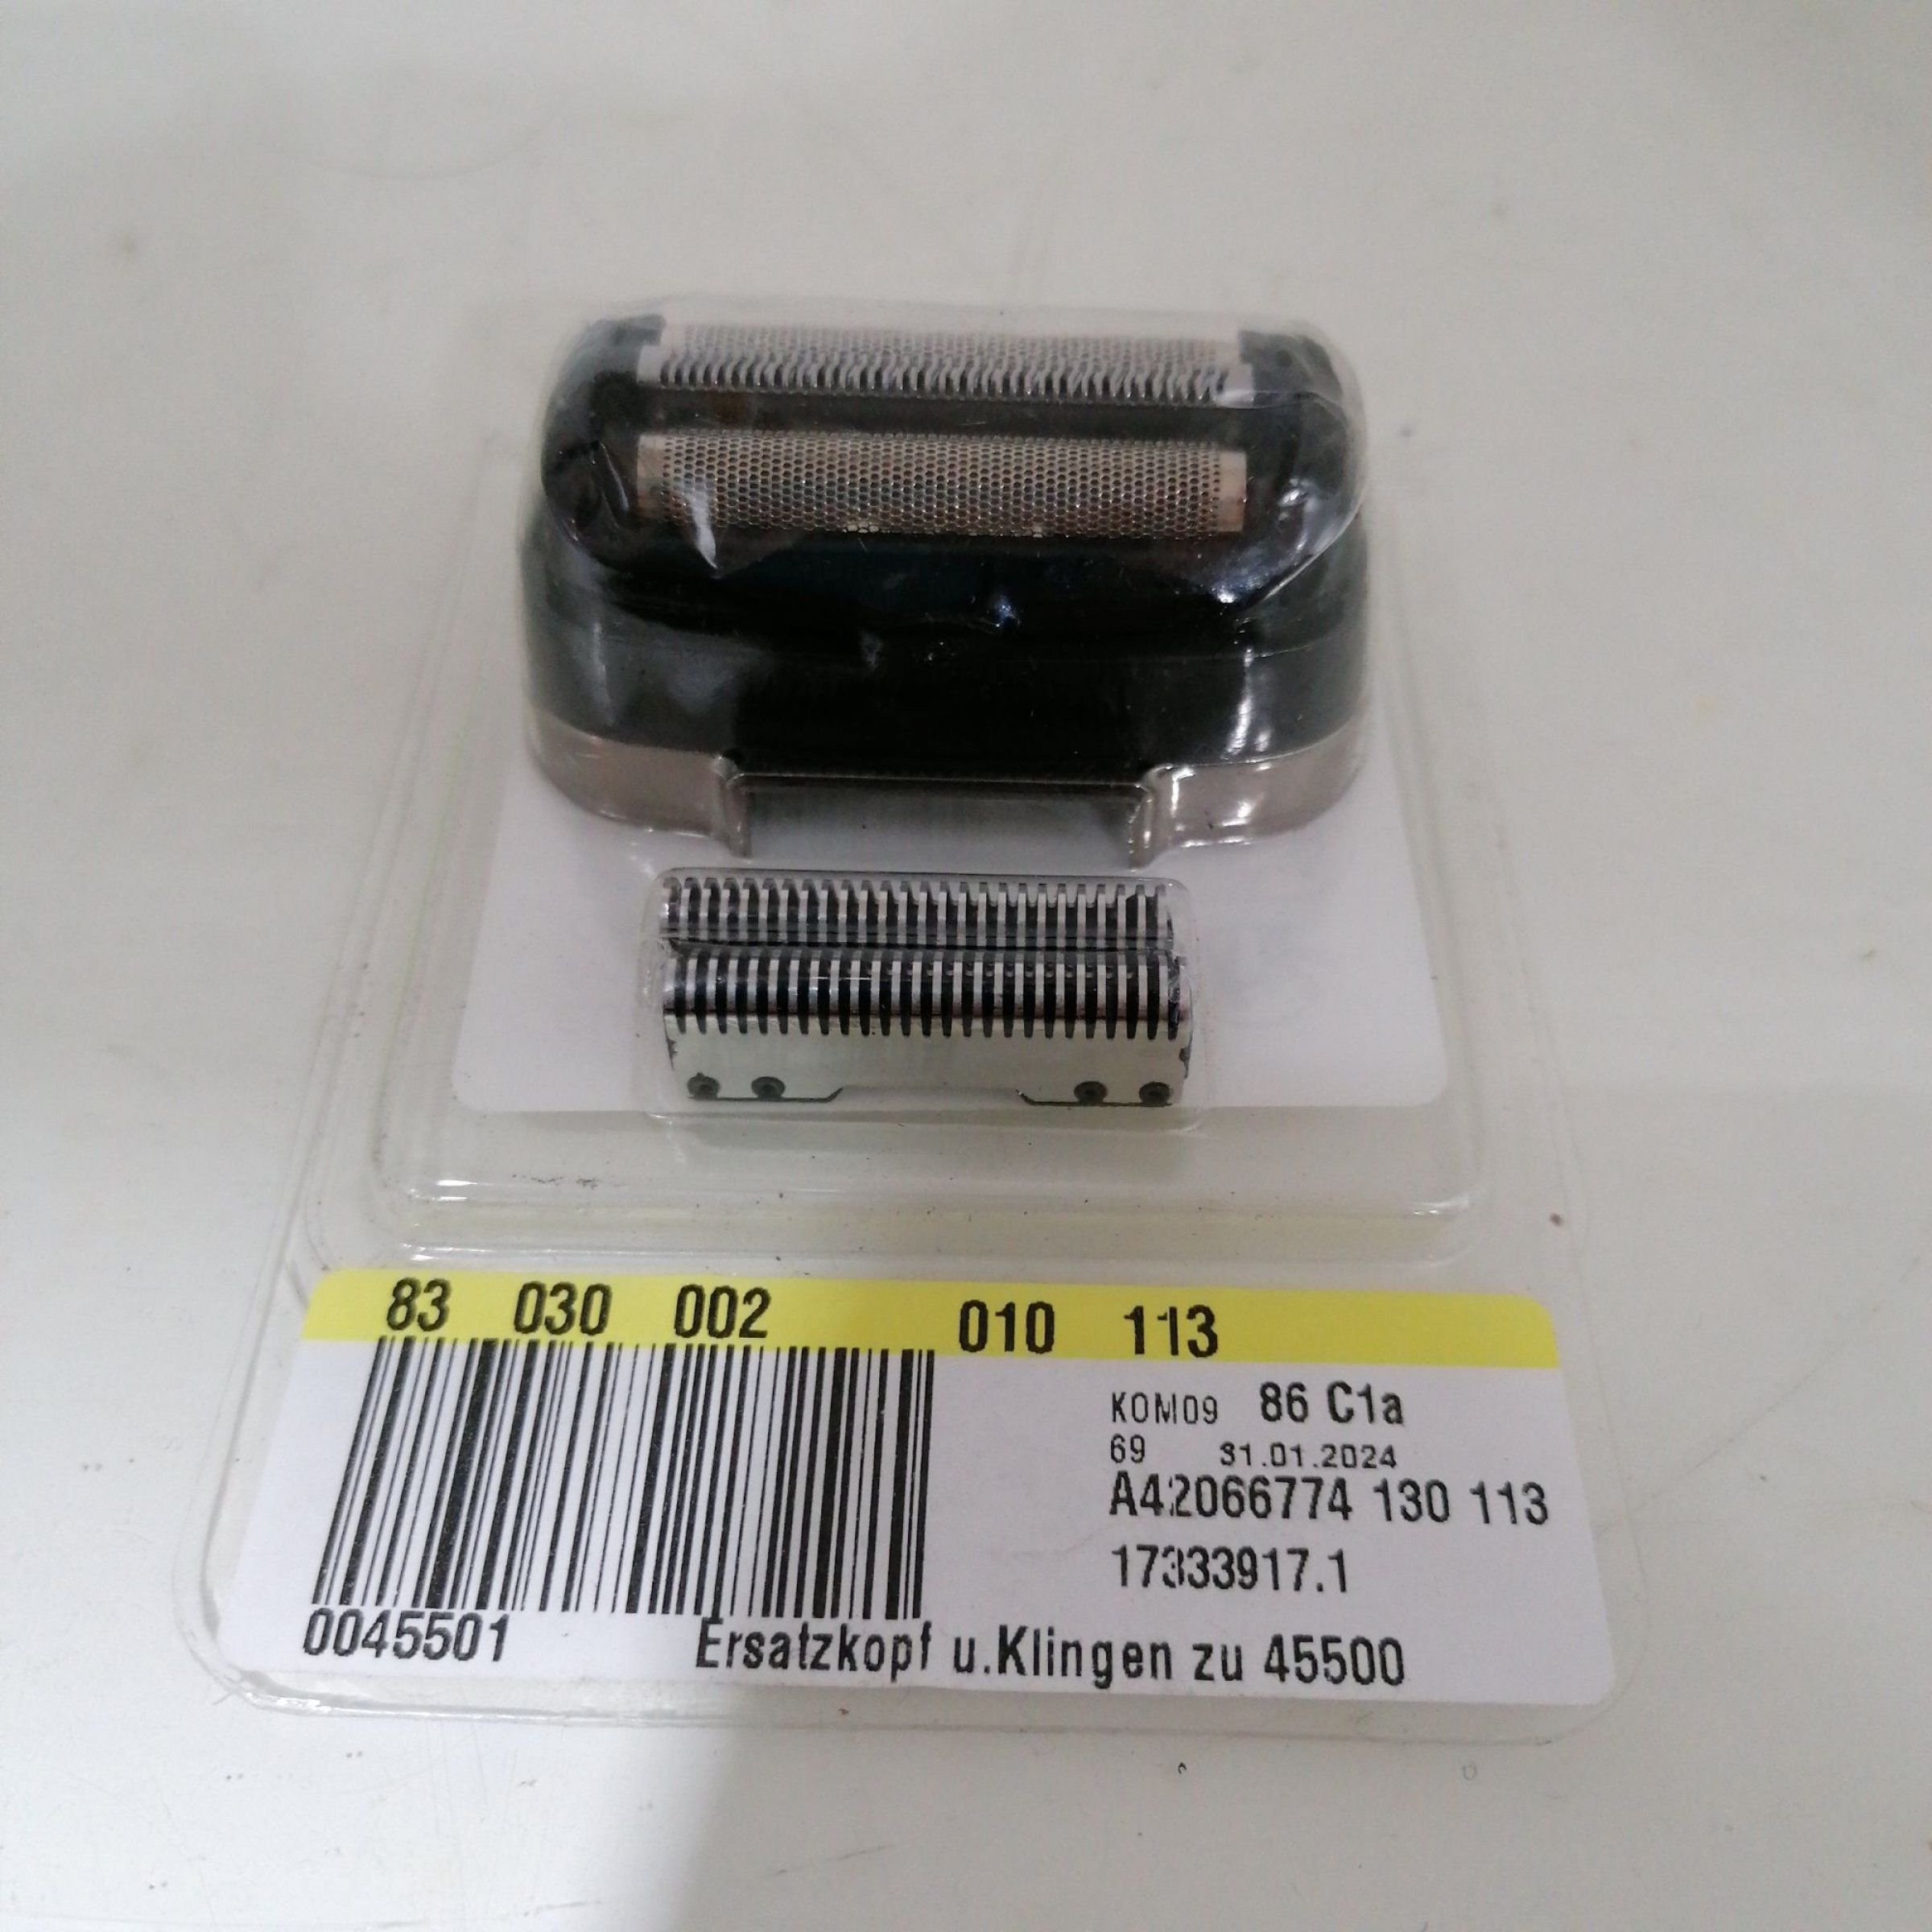 83 030 002 010 113
KOM09 86 C1a
69 31.01.2024
A42066774 130 113
17333917.1
0045501 Ersatzkopf u.Klingen zu 45500